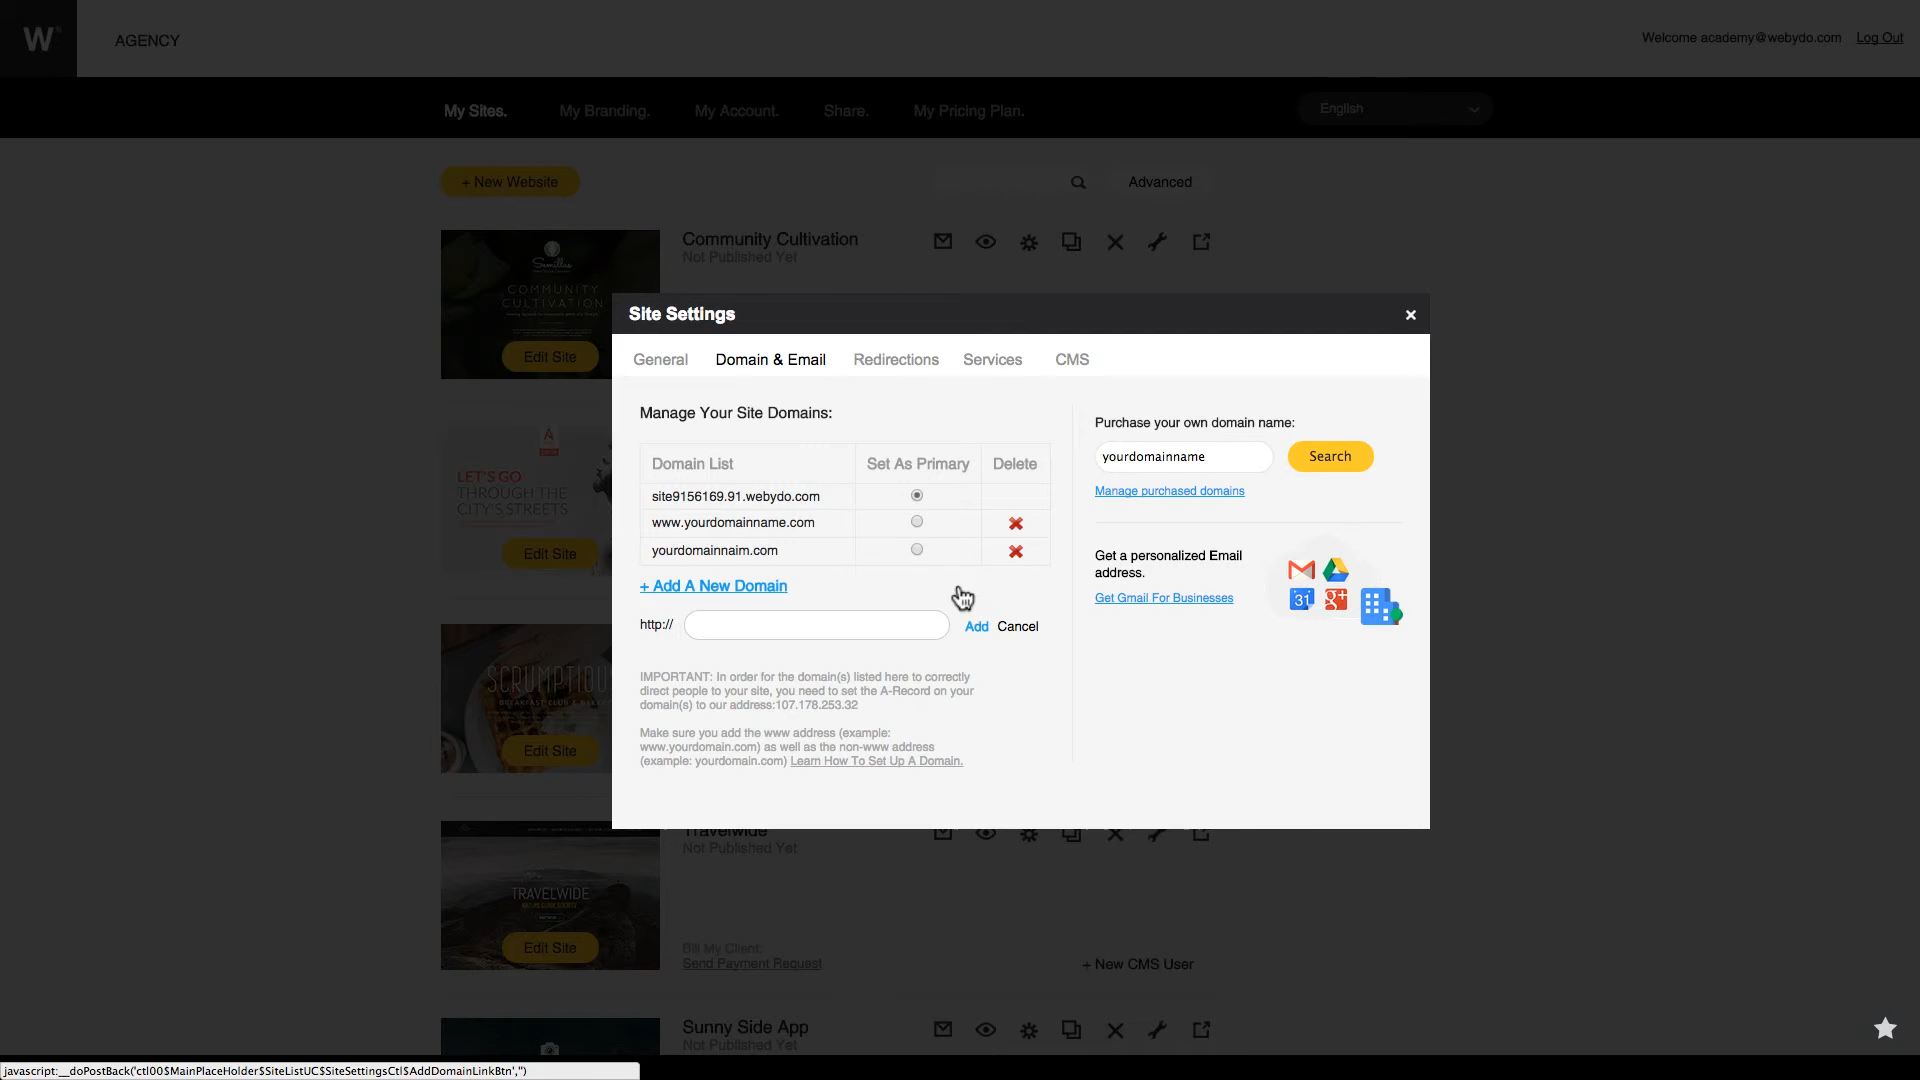 W
AGENCY
Welcome academy@webydo.com Log Out
My Sites. My Branding. My Account. Share. My Pricing Plan. English
+ New Website
Advanced
Community Cultivation
Not Published Yet
Semillas
COMMUNITY
CULTIVATION
Edit Site
Site Settings
General Domain & Email Redirections Services CMS
Manage Your Site Domains:
Domain List Set As Primary Delete
site9156169.91.webydo.com
www.yourdomainname.com
yourdomainnaim.com
+ Add A New Domain
http:// Add Cancel
IMPORTANT: In order for the domain(s) listed here to correctly
direct people to your site, you need to set the A-Record on your
domain(s) to our address:107.178.253.32
Make sure you add the www address (example:
www.yourdomain.com) as well as the non-www address
(example: yourdomain.com) Learn How To Set Up A Domain.
Purchase your own domain name:
yourdomainname Search
Manage purchased domains
Get a personalized Email
address.
Get Gmail For Businesses
31
g+
A
LET'S GO
THROUGH THE
CITY'S STREETS
Edit Site
SCRUMPTIOUS
Edit Site
Travelwide
Not Published Yet
TRAVELWIDE
Edit Site
Bill My Client:
Send Payment Request
+ New CMS User
Sunny Side App
Not Published Yet
javascript:__doPostBack('ctl00$MainPlaceHolder$SiteListUC$SiteSettingsCtl$AddDomainLinkBtn','')